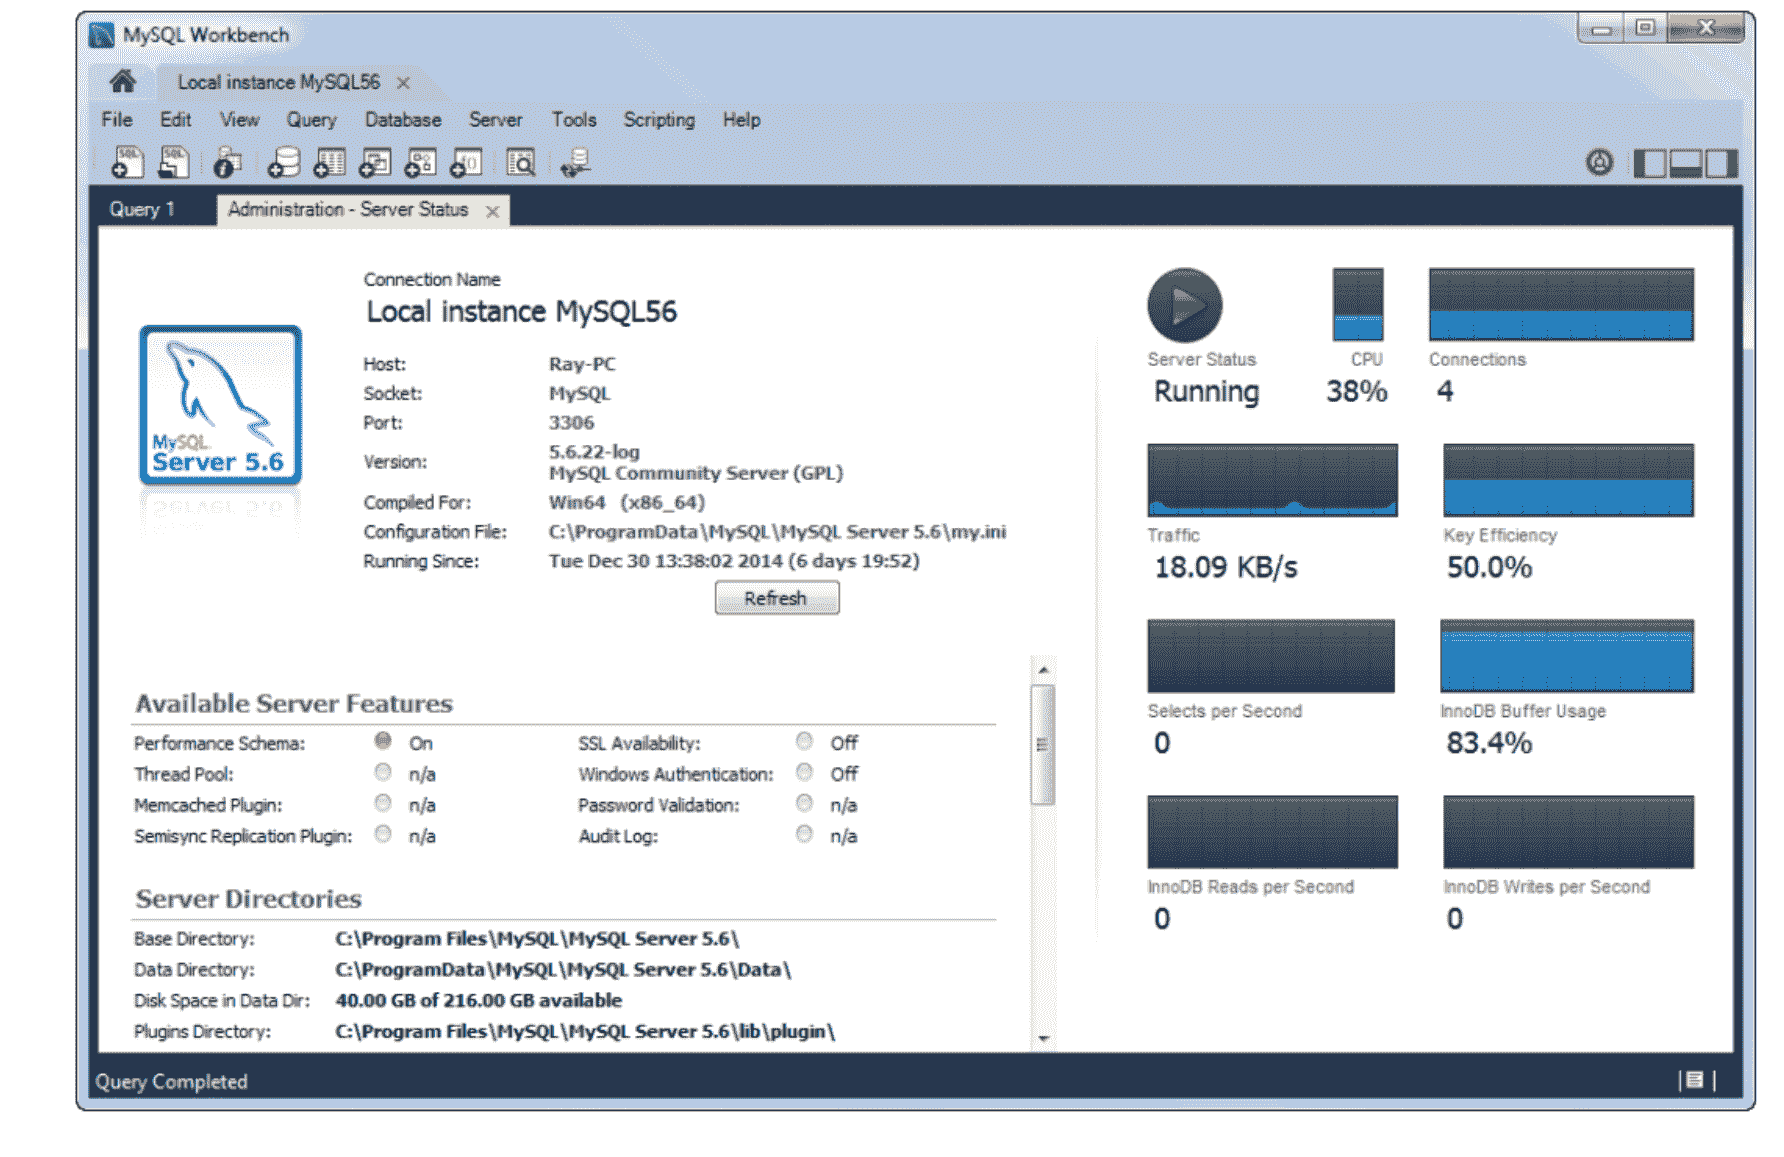 MySQL Workbench
Local instance MySQL56
File Edit View Query Database Server Tools Scripting Help
Query 1 Administration - Server Status
Connection Name
Local instance MySQL56
MySQL
Server 5.6
Host: Ray-PC
Socket: MySQL
Port: 3306
Version: 5.6.22-log
MySQL Community Server (GPL)
Compiled For: Win64 (x86_64)
Configuration File: C:\ProgramData\MySQL\MySQL Server 5.6\my.ini
Running Since: Tue Dec 30 13:38:02 2014 (6 days 19:52)
Refresh
Available Server Features
Performance Schema: On SSL Availability: Off
Thread Pool: n/a Windows Authentication: Off
Memcached Plugin: n/a Password Validation: n/a
Semisync Replication Plugin: n/a Audit Log: n/a
Server Directories
Base Directory: C:\Program Files\MySQL\MySQL Server 5.6\
Data Directory: C:\ProgramData\MySQL\MySQL Server 5.6\Data\
Disk Space in Data Dir: 40.00 GB of 216.00 GB available
Plugins Directory: C:\Program Files\MySQL\MySQL Server 5.6\lib\plugin\
Server Status CPU Connections
Running 38% 4
Traffic Key Efficiency
18.09 KB/s 50.0%
Selects per Second InnoDB Buffer Usage
0 83.4%
InnoDB Reads per Second InnoDB Writes per Second
0 0
Query Completed